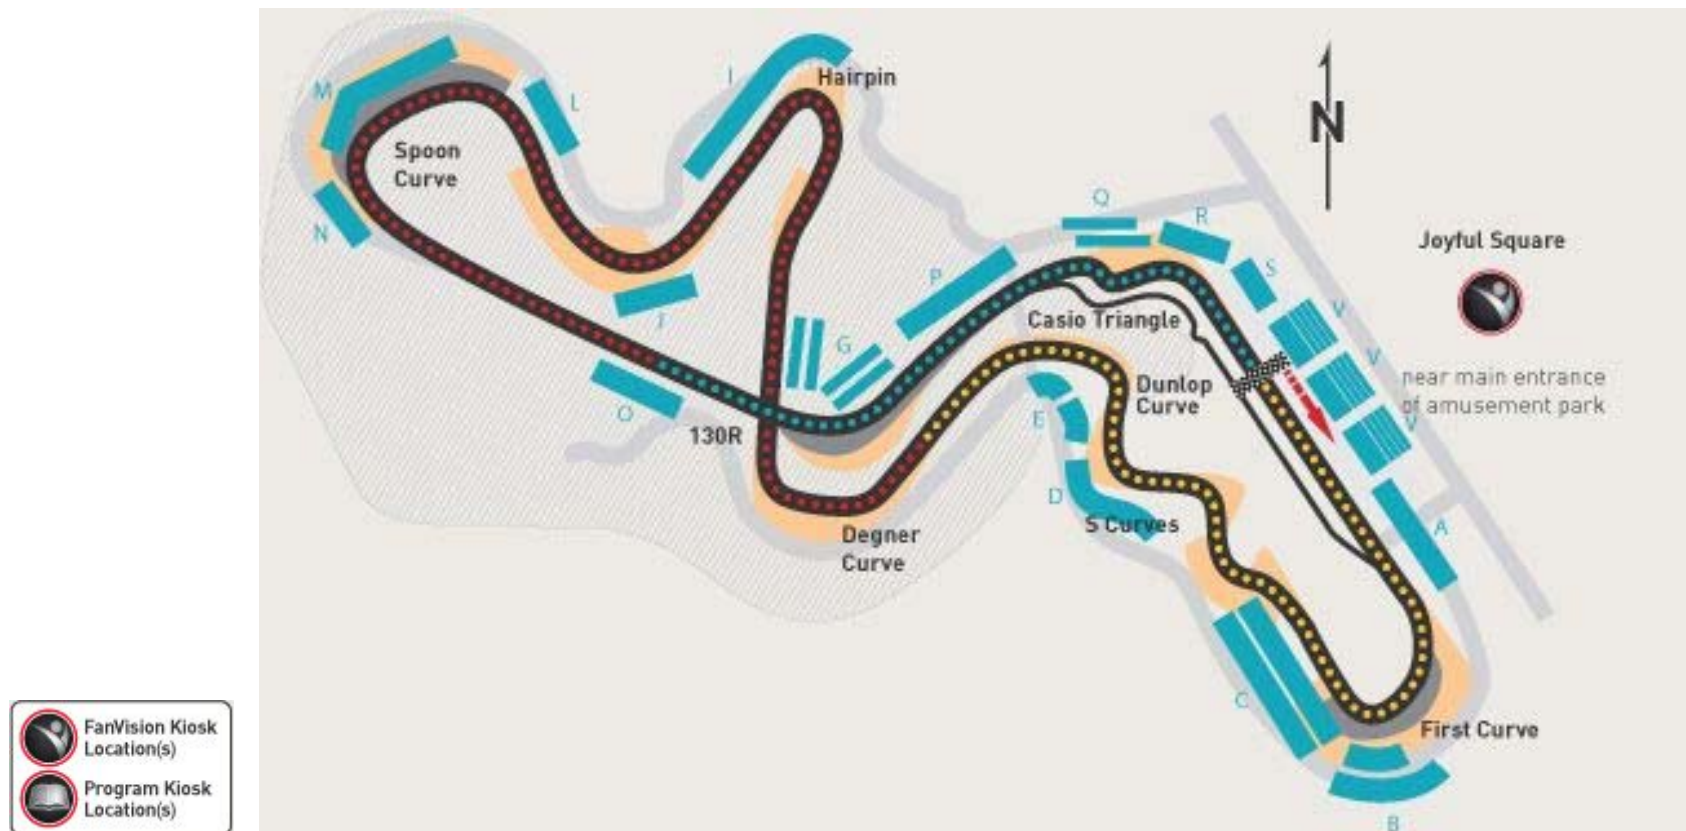 Hairpin
I
M
L
Spoon
Curve
N
Q
R
N
Joyful Square
P
S
J
Casio Triangle
V
G
V
near main entrance
of amusement park
Dunlop
Curve
O
E
130R
V
D
S Curves
A
Degner
Curve
C
First Curve
B
FanVision Kiosk
Location(s)
Program Kiosk
Location(s)